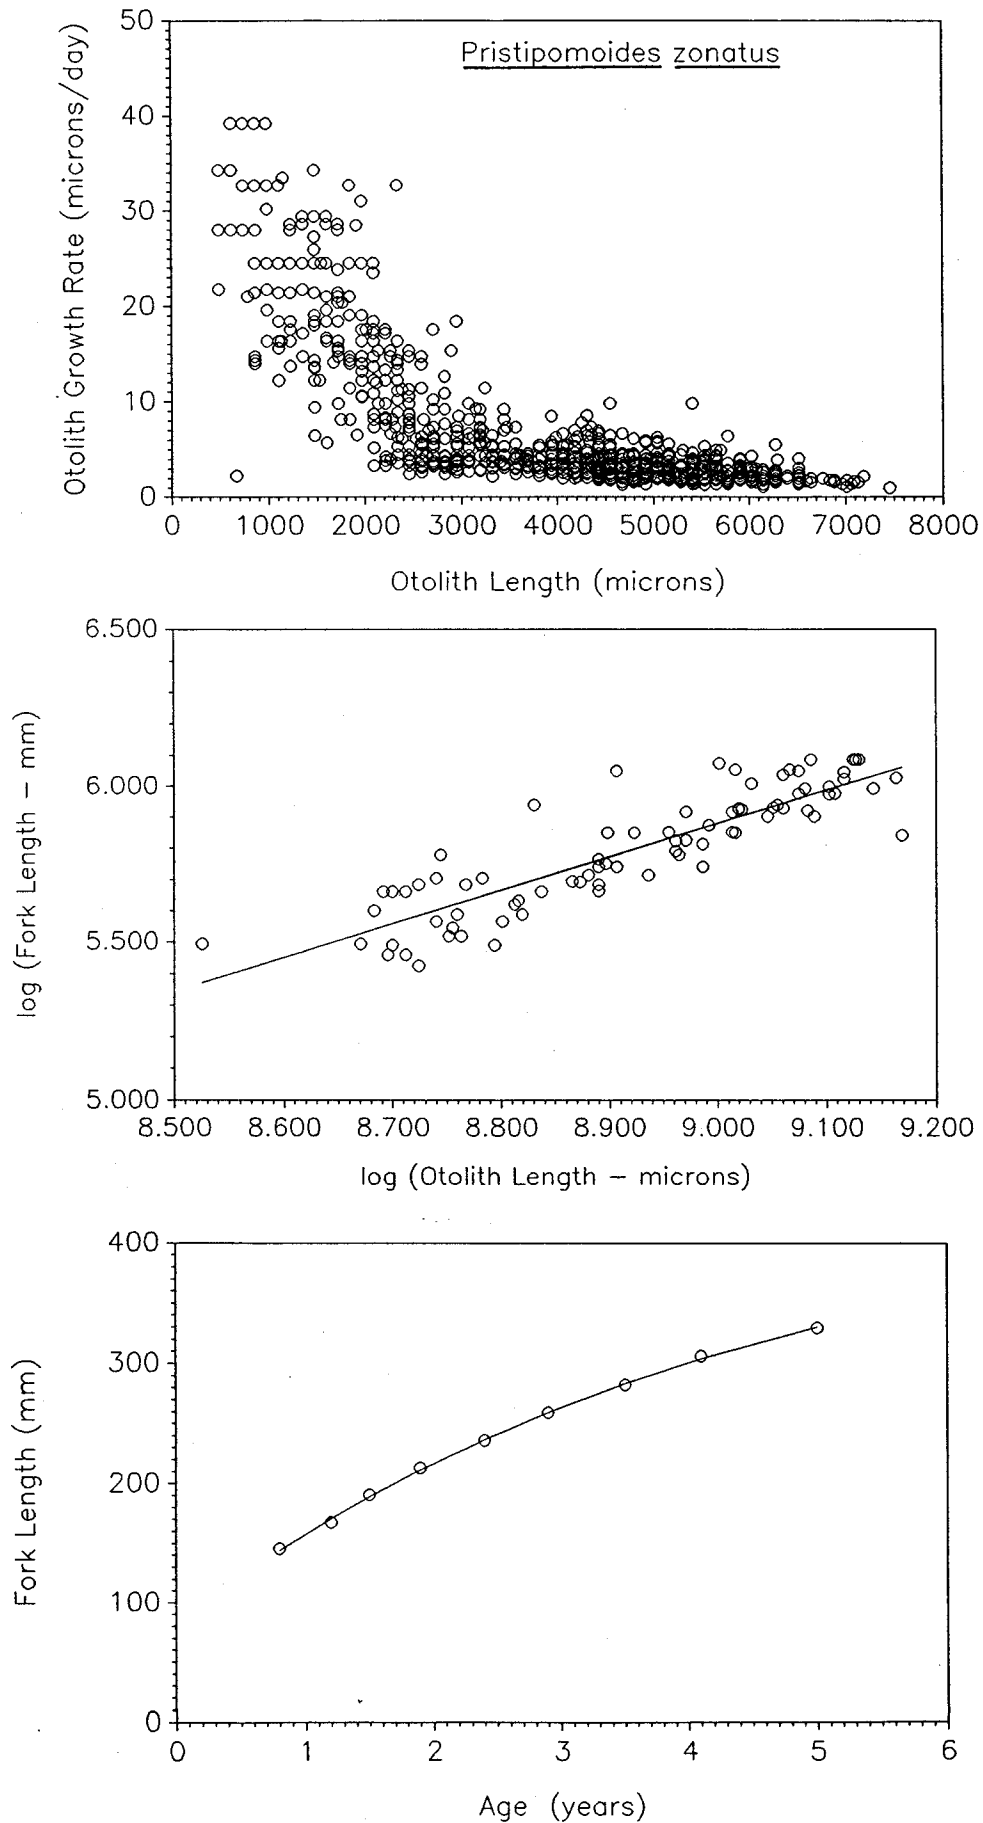 Pristipomoides zonatus
Otolith Growth Rate (microns/day)
50
40
30
20
10
0
0 1000 2000 3000 4000 5000 6000 7000 8000
Otolith Length (microns)
log (Fork Length – mm)
6.500
6.000
5.500
5.000
8.500 8.600 8.700 8.800 8.900 9.000 9.100 9.200
log (Otolith Length – microns)
Fork Length (mm)
400
300
200
100
0
0 1 2 3 4 5 6
Age (years)